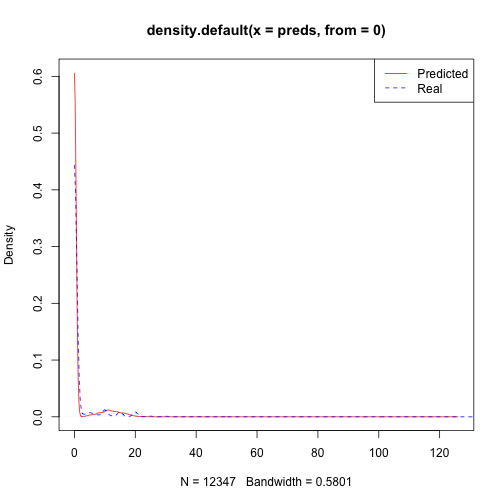 density.default(x = preds, from = 0)
Predicted
Real
Density
0.0
0.1
0.2
0.3
0.4
0.5
0.6
0 20 40 60 80 100 120
N = 12347 Bandwidth = 0.5801